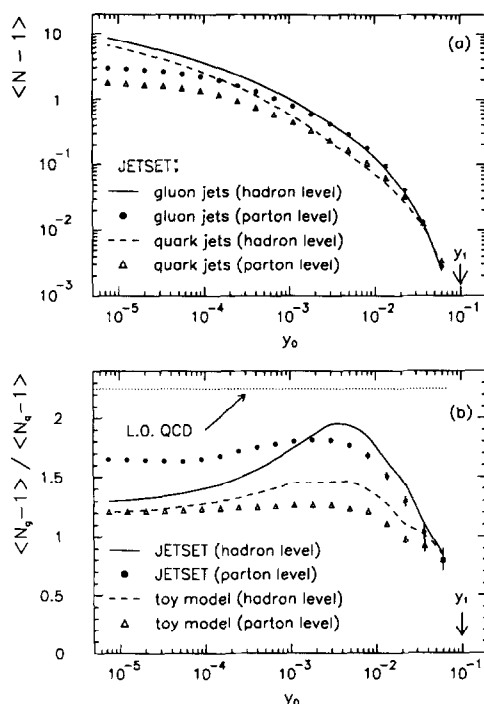 (a)
<N - 1>
10
1
10⁻¹
10⁻²
10⁻³
JETSET:
gluon jets (hadron level)
gluon jets (parton level)
quark jets (hadron level)
quark jets (parton level)
y₁
10⁻⁵ 10⁻⁴ 10⁻³ 10⁻² 10⁻¹
y₀
(b)
<N_g-1> / <N_q-1>
2
1.5
1
0.5
0
L.O. QCD
JETSET (hadron level)
JETSET (parton level)
toy model (hadron level)
toy model (parton level)
y₁
10⁻⁵ 10⁻⁴ 10⁻³ 10⁻² 10⁻¹
y₀